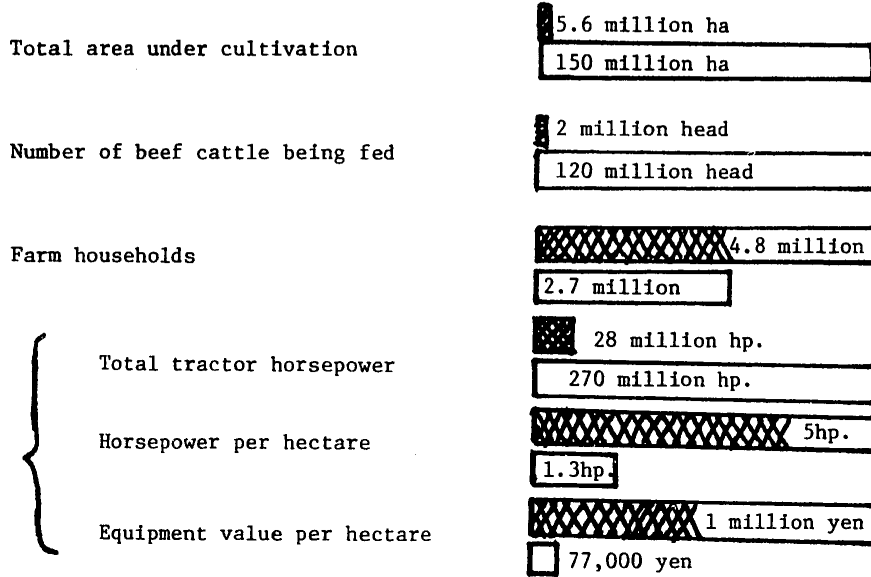 5.6 million ha
Total area under cultivation
150 million ha
2 million head
Number of beef cattle being fed
120 million head
4.8 million
Farm households
2.7 million
28 million hp.
Total tractor horsepower
270 million hp.
5hp.
Horsepower per hectare
1.3hp.
1 million yen
Equipment value per hectare
77,000 yen